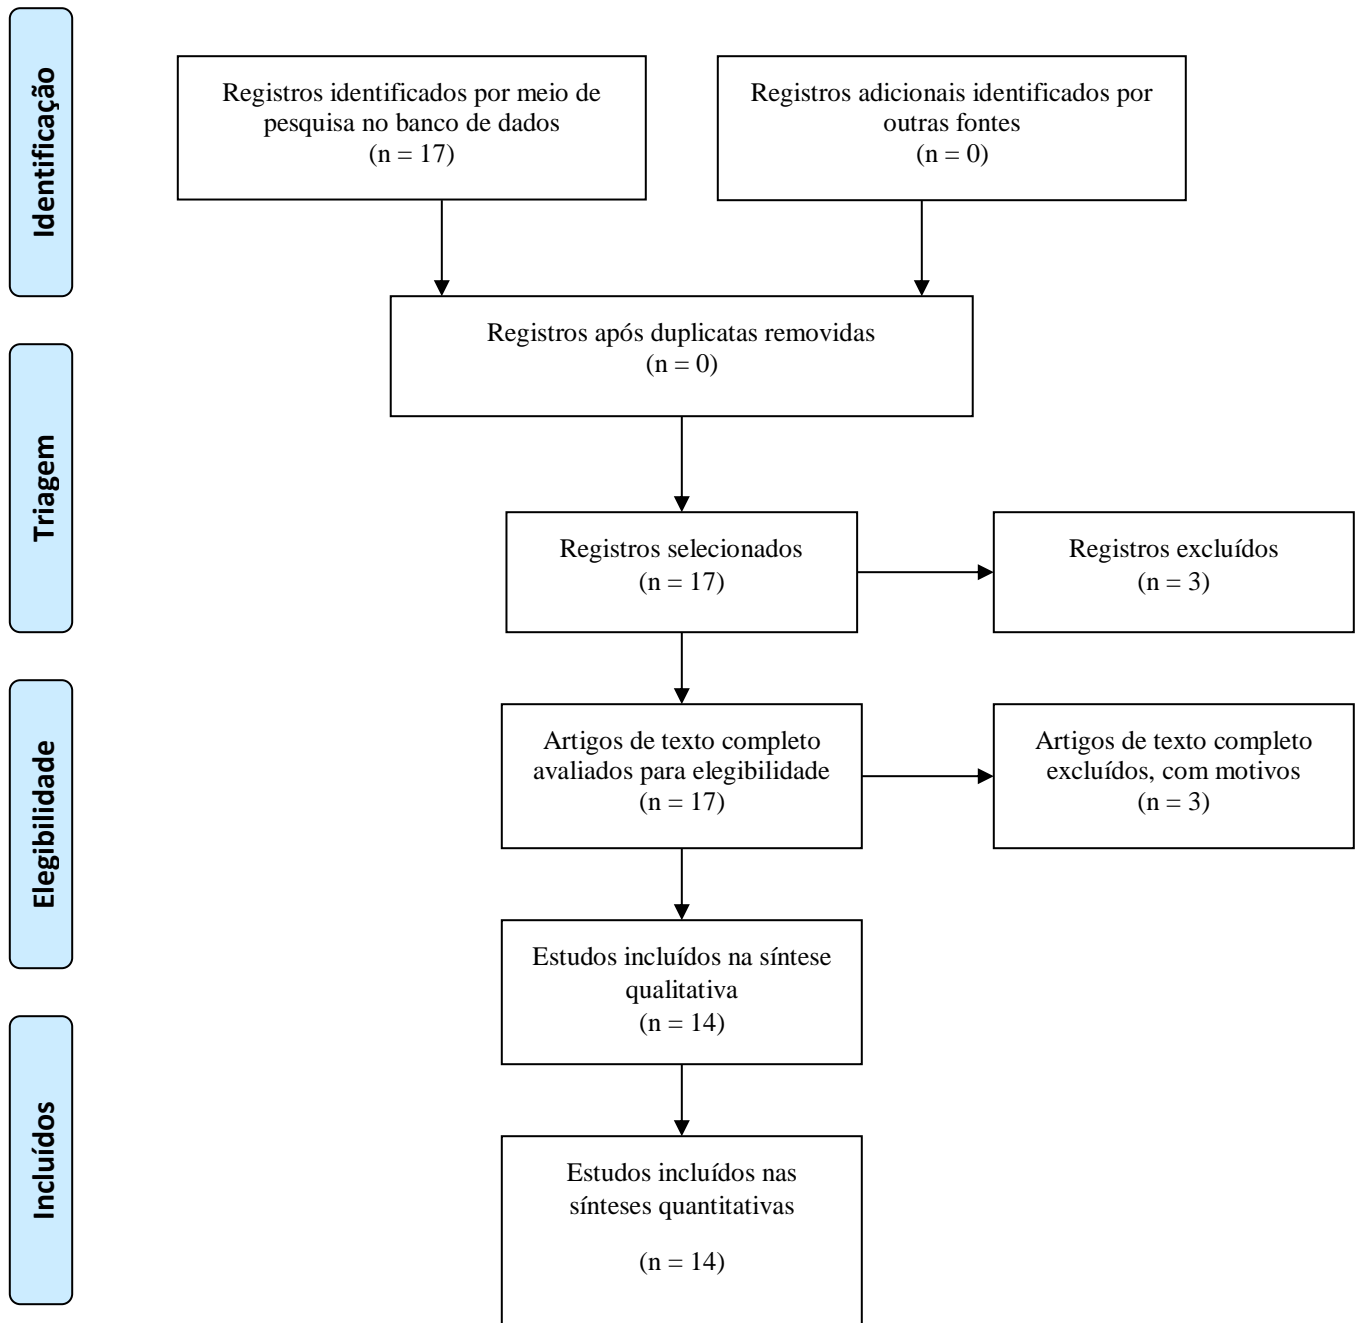 Identificação
Registros identificados por meio de
pesquisa no banco de dados
(n = 17)
Registros adicionais identificados por
outras fontes
(n = 0)
Registros após duplicatas removidas
(n = 0)
Triagem
Registros selecionados
(n = 17)
Registros excluídos
(n = 3)
Elegibilidade
Artigos de texto completo
avaliados para elegibilidade
(n = 17)
Artigos de texto completo
excluídos, com motivos
(n = 3)
Estudos incluídos na síntese
qualitativa
(n = 14)
Incluídos
Estudos incluídos nas
sínteses quantitativas
(n = 14)